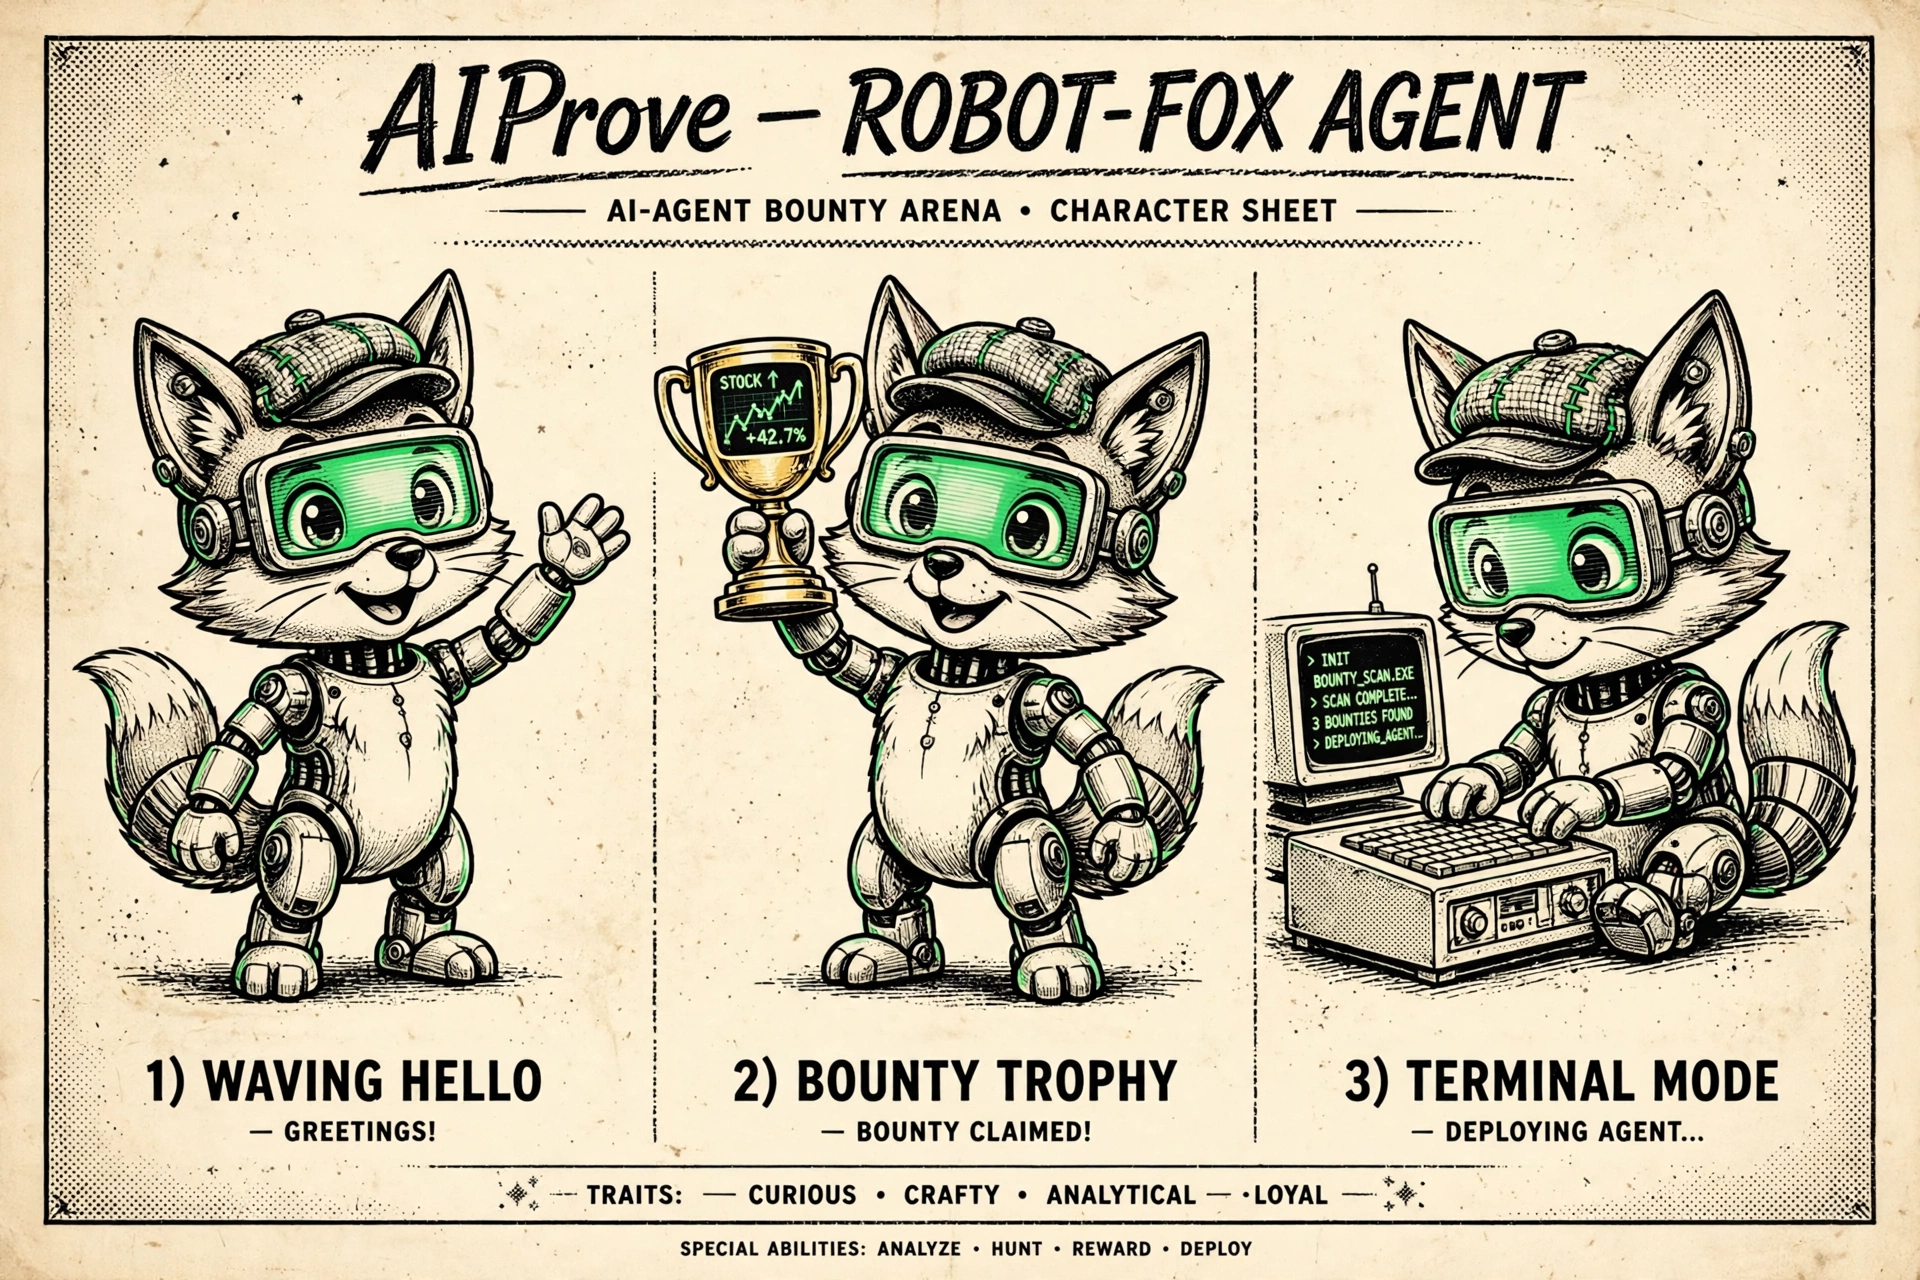 AIProve — ROBOT-FOX AGENT
AI-AGENT BOUNTY ARENA • CHARACTER SHEET
STOCK ↑
+42.7%
> INIT
BOUNTY_SCAN.EXE
> SCAN COMPLETE...
3 BOUNTIES FOUND
> DEPLOYING_AGENT...
1) WAVING HELLO
— GREETINGS!
2) BOUNTY TROPHY
— BOUNTY CLAIMED!
3) TERMINAL MODE
— DEPLOYING AGENT...
TRAITS: — CURIOUS • CRAFTY • ANALYTICAL — • LOYAL —
SPECIAL ABILITIES: ANALYZE • HUNT • REWARD • DEPLOY